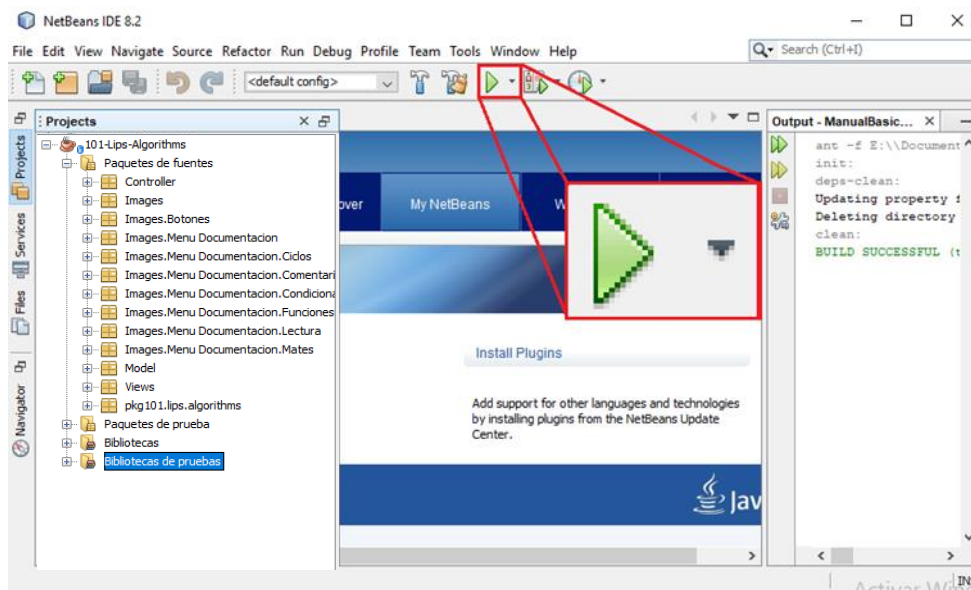 NetBeans IDE 8.2
File Edit View Navigate Source Refactor Run Debug Profile Team Tools Window Help
Search (Ctrl+I)
<default config>
Projects
Services
Files
Navigator
Projects
101-Lips-Algorithms
Paquetes de fuentes
Controller
Images
Images.Botones
Images.Menu Documentacion
Images.Menu Documentacion.Ciclos
Images.Menu Documentacion.Comentari
Images.Menu Documentacion.Condiciona
Images.Menu Documentacion.Funciones
Images.Menu Documentacion.Lectura
Images.Menu Documentacion.Mates
Model
Views
pkg101.lips.algorithms
Paquetes de prueba
Bibliotecas
Bibliotecas de pruebas
over
My NetBeans
W
Install Plugins
Add support for other languages and technologies
by installing plugins from the NetBeans Update
Center.
Jav
Output - ManualBasic...
ant -f E:\\Document
init:
deps-clean:
Updating property f
Deleting directory
clean:
BUILD SUCCESSFUL (t
Activar Win
IN